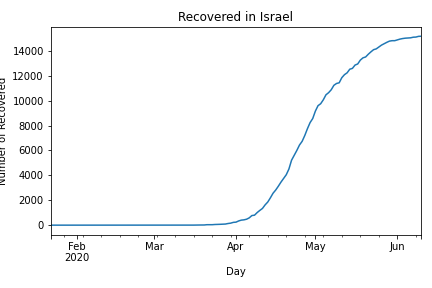 Recovered in Israel
14000
12000
10000
8000
6000
4000
2000
0
Number of Recovered
Feb
2020
Mar
Apr
May
Jun
Day